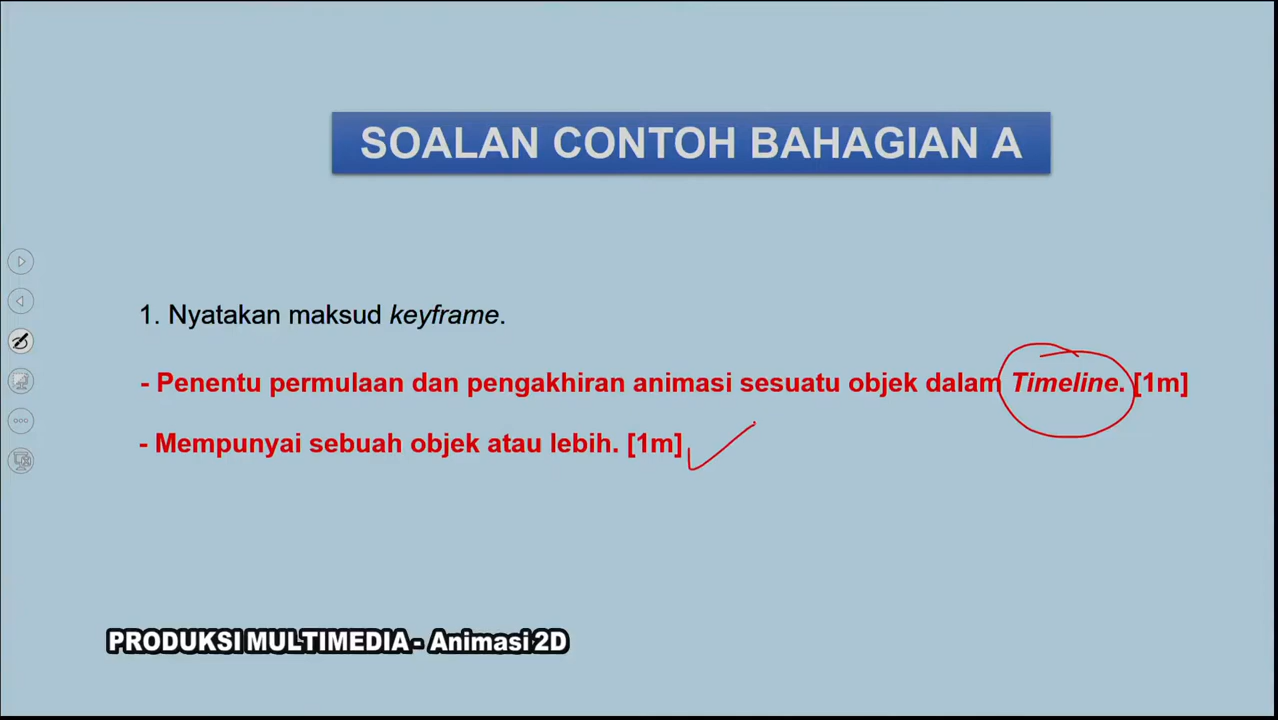 SOALAN CONTOH BAHAGIAN A
1. Nyatakan maksud keyframe.
- Penentu permulaan dan pengakhiran animasi sesuatu objek dalam Timeline. [1m]
- Mempunyai sebuah objek atau lebih. [1m]
PRODUKSI MULTIMEDIA - Animasi 2D